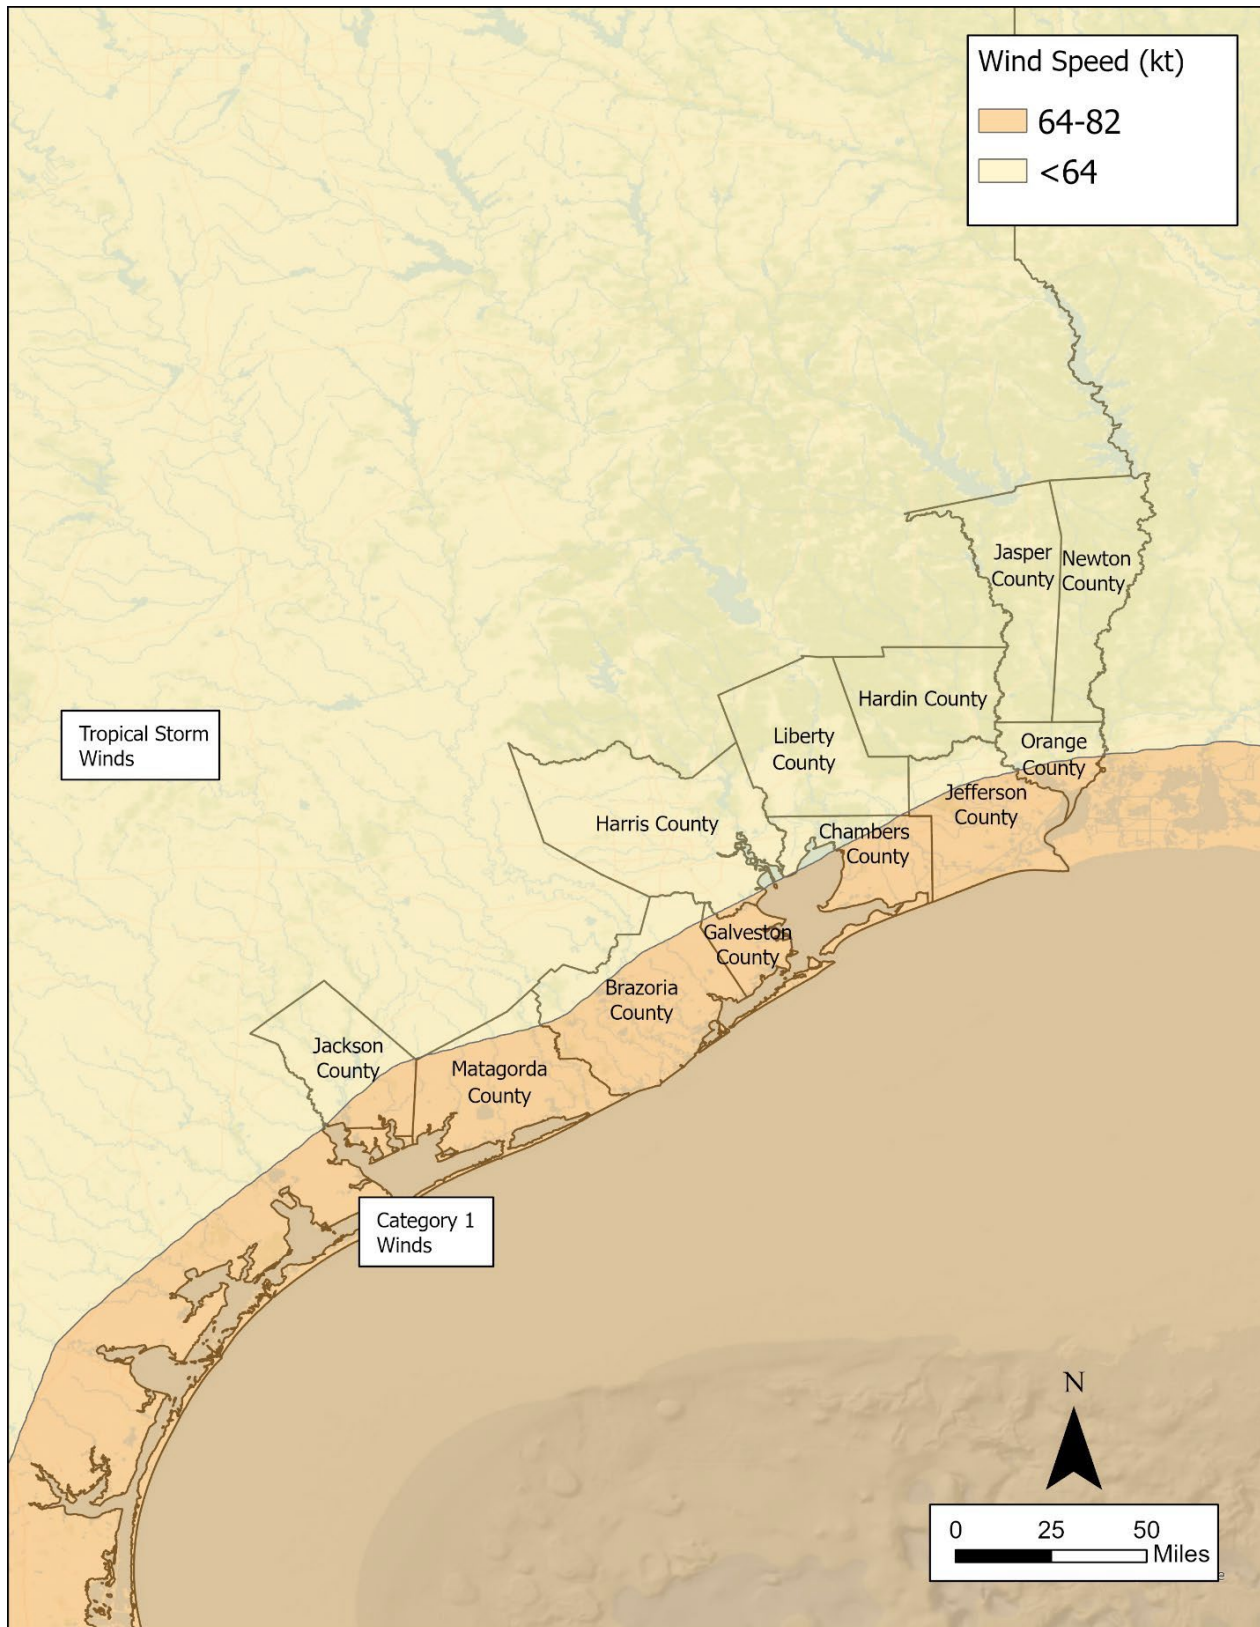 Wind Speed (kt)
64-82
<64
Jasper
County
Newton
County
Hardin County
Tropical Storm
Winds
Liberty
County
Orange
County
Jefferson
County
Harris County
Chambers
County
Galveston
County
Brazoria
County
Jackson
County
Matagorda
County
Category 1
Winds
N
0 25 50
Miles
e